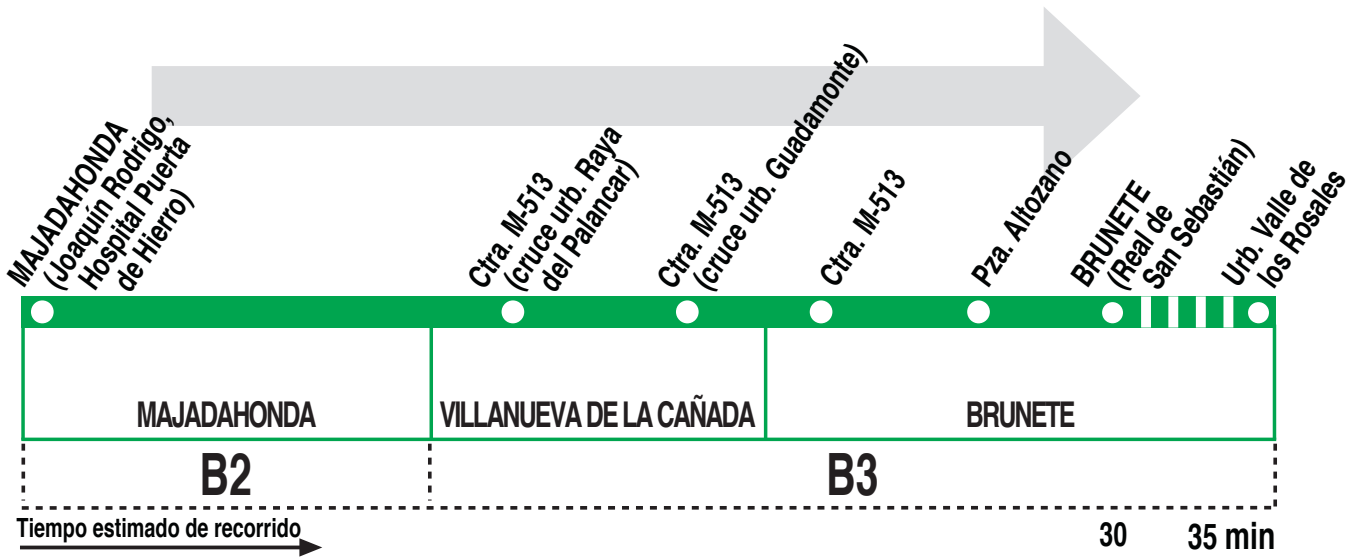 MAJADAHONDA
(Joaquín Rodrigo,
Hospital Puerta
de Hierro)
Ctra. M-513
(cruce urb. Raya
del Palancar)
Ctra. M-513
(cruce urb. Guadamonte)
Ctra. M-513
Pza. Altozano
BRUNETE
(Real de
San Sebastián)
Urb. Valle de
los Rosales
MAJADAHONDA
VILLANUEVA DE LA CAÑADA
BRUNETE
B2
B3
Tiempo estimado de recorrido
30
35 min